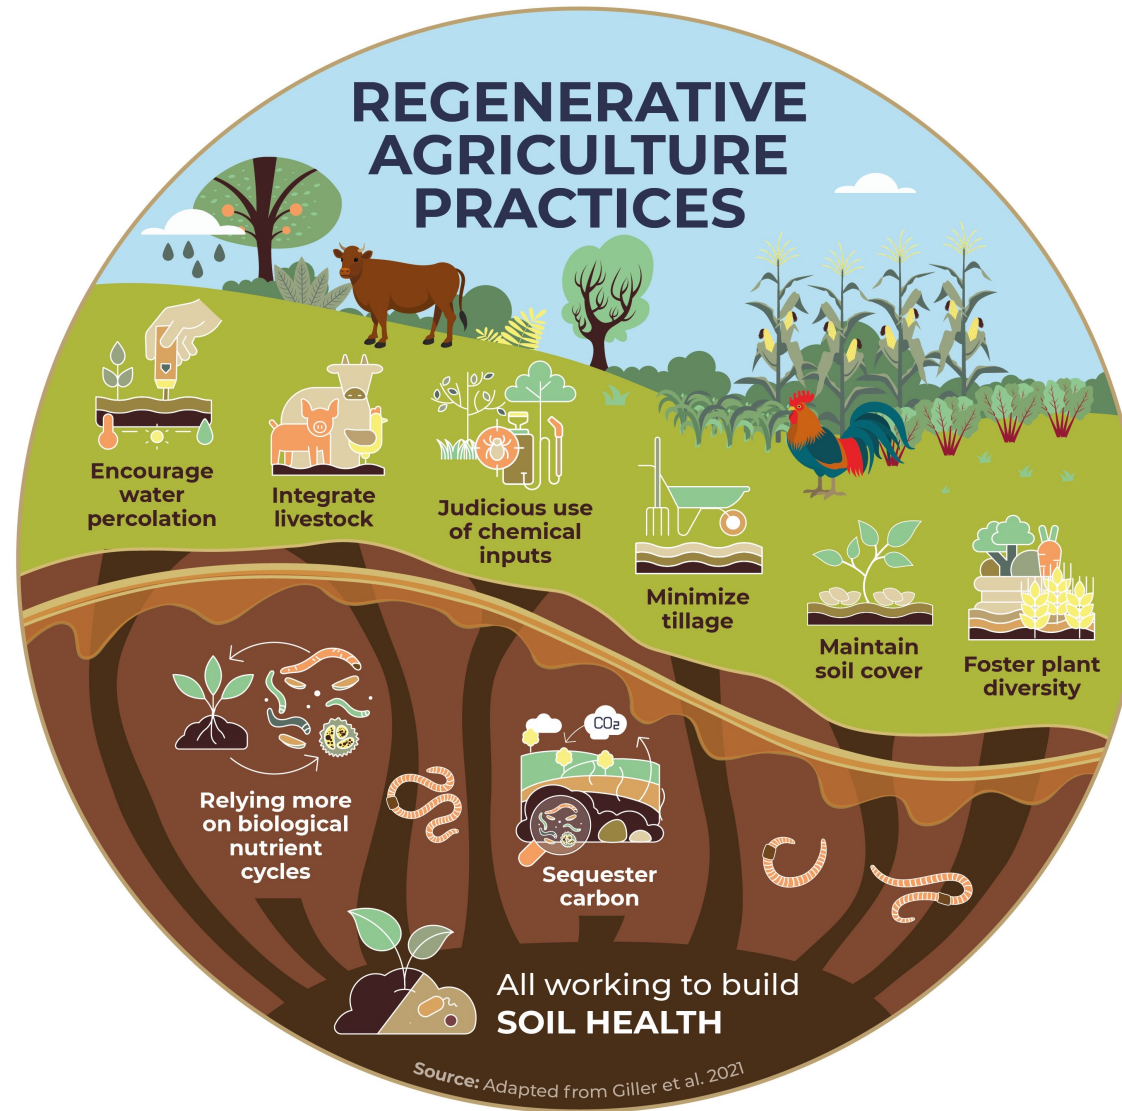 REGENERATIVE
AGRICULTURE
PRACTICES
Encourage
water
percolation
Integrate
livestock
Judicious use
of chemical
inputs
Minimize
tillage
Maintain
soil cover
Foster plant
diversity
Relying more
on biological
nutrient
cycles
CO₂
Sequester
carbon
All working to build
SOIL HEALTH
Source: Adapted from Giller et al. 2021